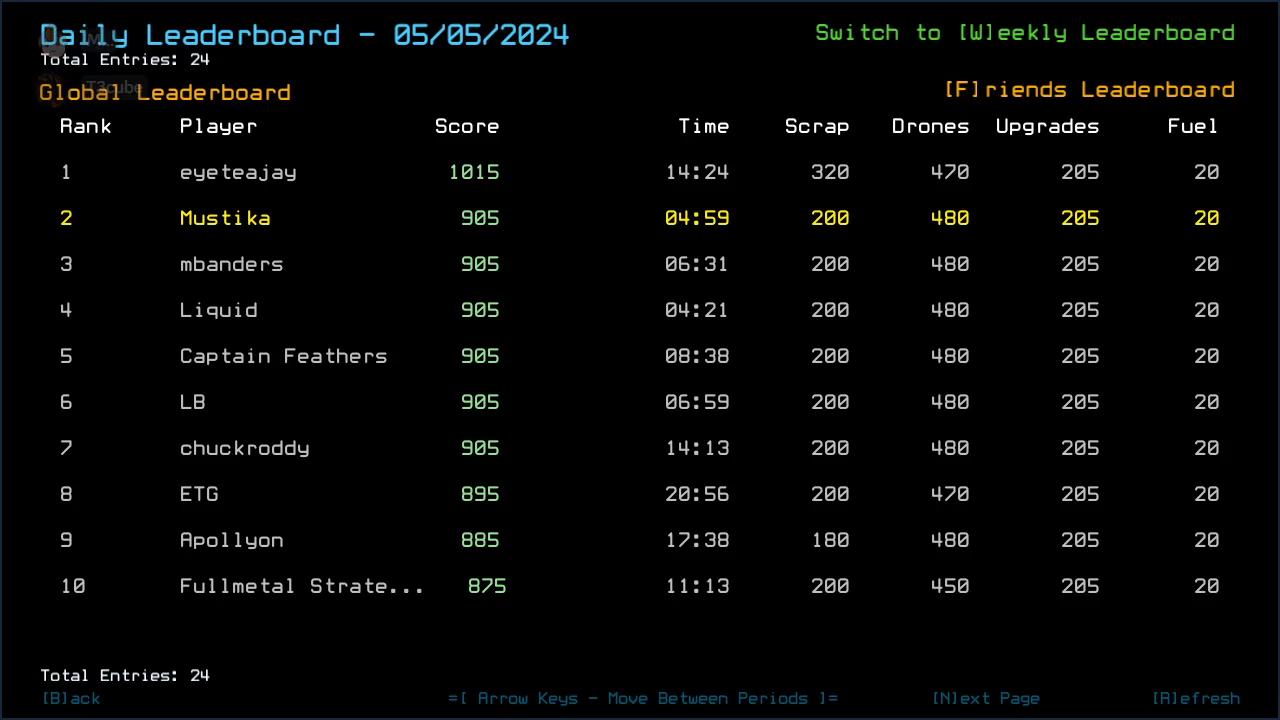 Daily Leaderboard - 05/05/2024 Switch to [W]eekly Leaderboard
Total Entries: 24
T3cube
Global Leaderboard [F]riends Leaderboard
Rank Player Score Time Scrap Drones Upgrades Fuel
1 eyeteajay 1015 14:24 320 470 205 20
2 Mustika 905 04:59 200 480 205 20
3 mbanders 905 06:31 200 480 205 20
4 Liquid 905 04:21 200 480 205 20
5 Captain Feathers 905 08:38 200 480 205 20
6 LB 905 06:59 200 480 205 20
7 chuckroddy 905 14:13 200 480 205 20
8 ETG 895 20:56 200 470 205 20
9 Apollyon 885 17:38 180 480 205 20
10 Fullmetal Strate... 875 11:13 200 450 205 20
Total Entries: 24
[B]ack =[ Arrow Keys - Move Between Periods ]= [N]ext Page [R]efresh